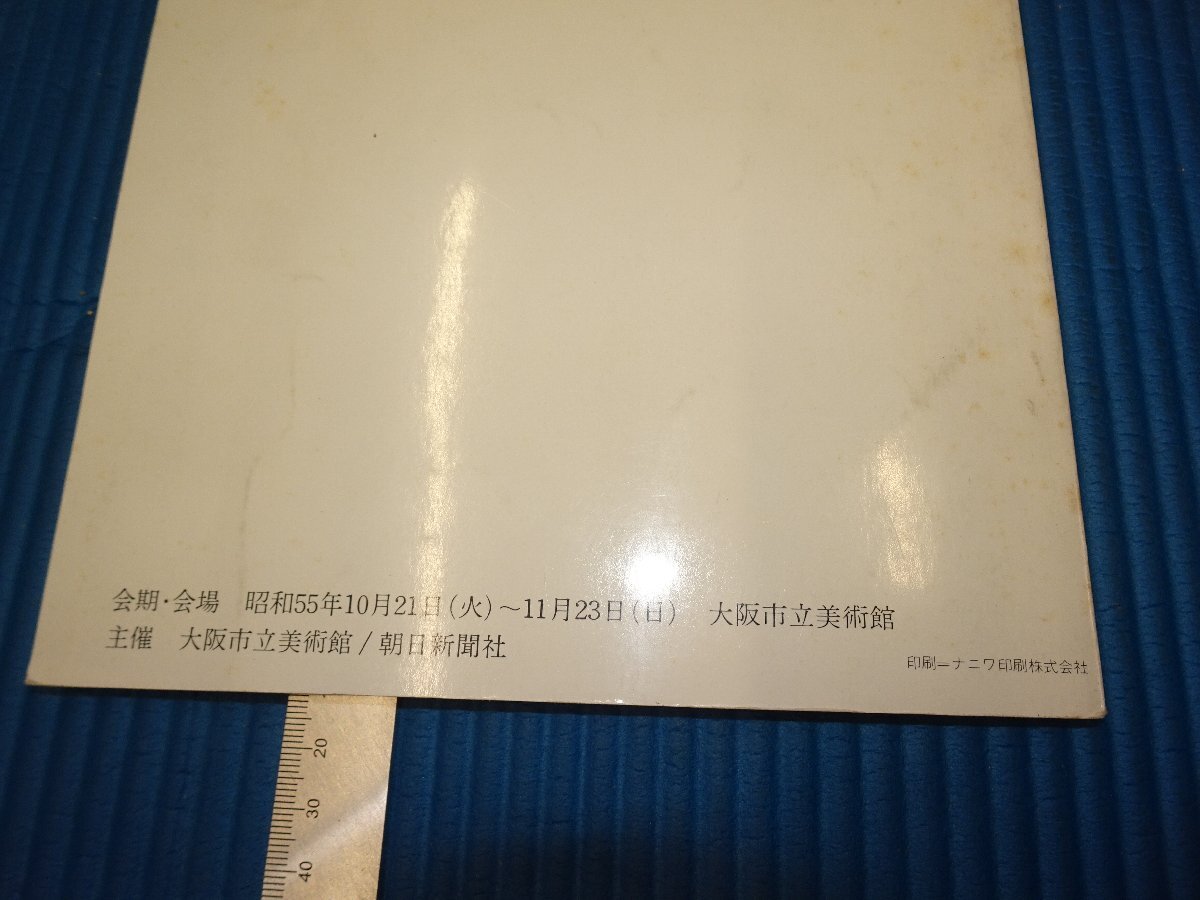 会期・会場　昭和55年10月21日(火)～11月23日(日)　大阪市立美術館
主催　大阪市立美術館/朝日新聞社
印刷=ナニワ印刷株式会社
20
30
40